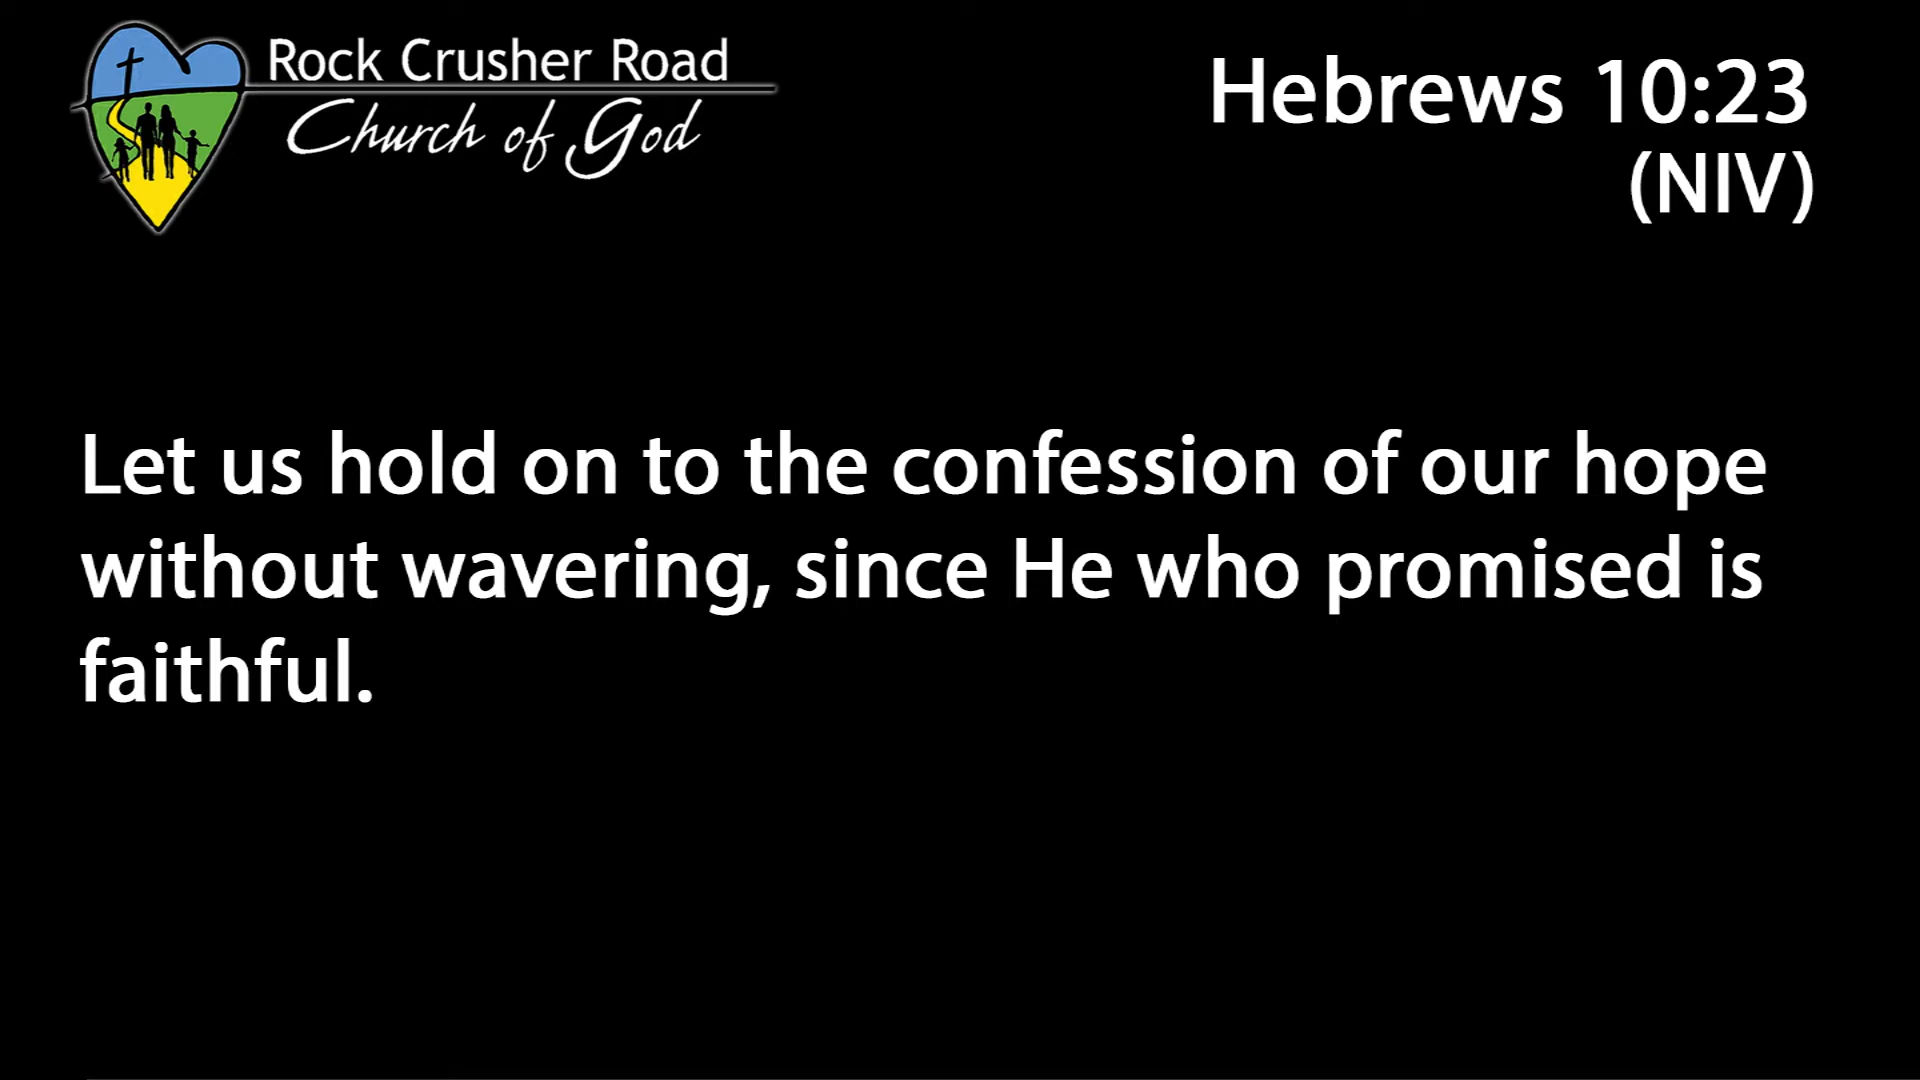 Rock Crusher Road
Church of God
Hebrews 10:23
(NIV)
Let us hold on to the confession of our hope
without wavering, since He who promised is
faithful.